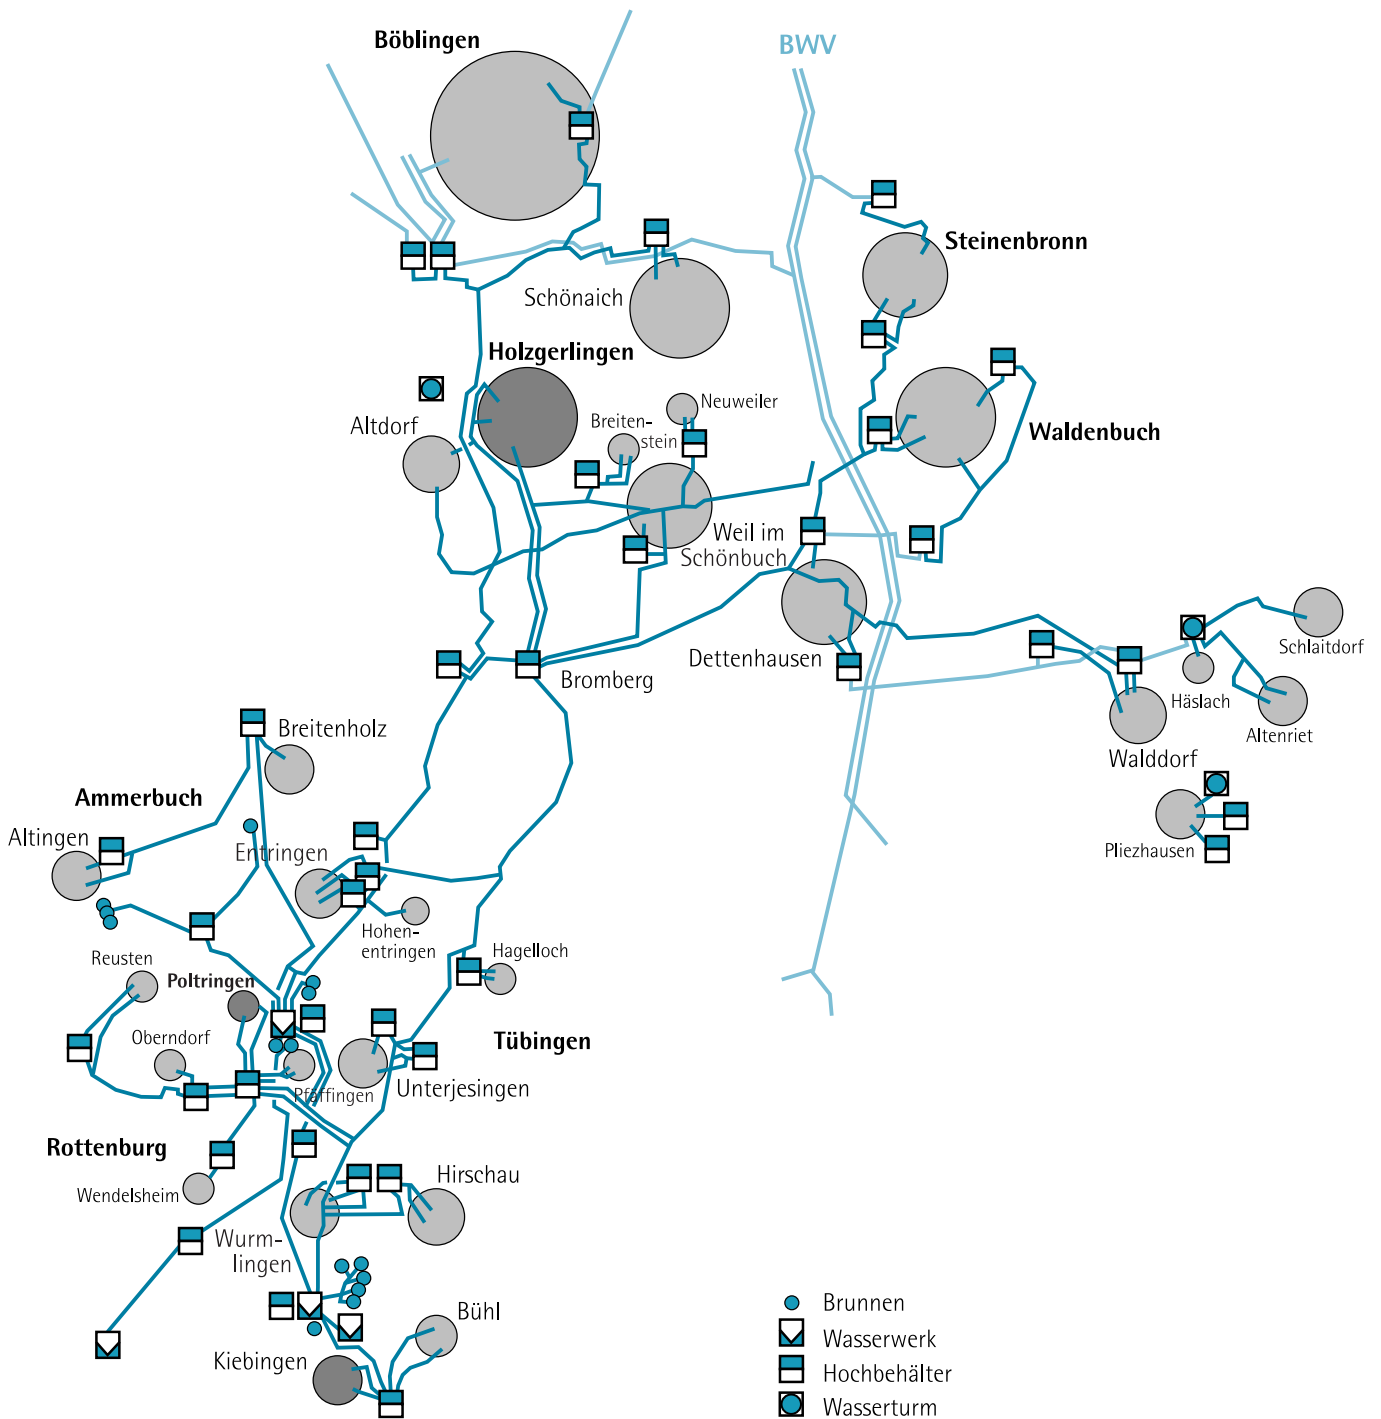 Böblingen
BWV
Steinenbronn
Schönaich
Holzgerlingen
Neuweiler
Altdorf
Breiten-
stein
Waldenbuch
Weil im
Schönbuch
Dettenhausen
Bromberg
Schlaitdorf
Häslach
Altenriet
Walddorf
Pliezhausen
Breitenholz
Ammerbuch
Altingen
Entringen
Hohen-
entringen
Hagelloch
Reusten
Poltringen
Oberndorf
Tübingen
Pfäffingen
Unterjesingen
Rottenburg
Wendelsheim
Hirschau
Wurm-
lingen
Bühl
Kiebingen
Brunnen
Wasserwerk
Hochbehälter
Wasserturm